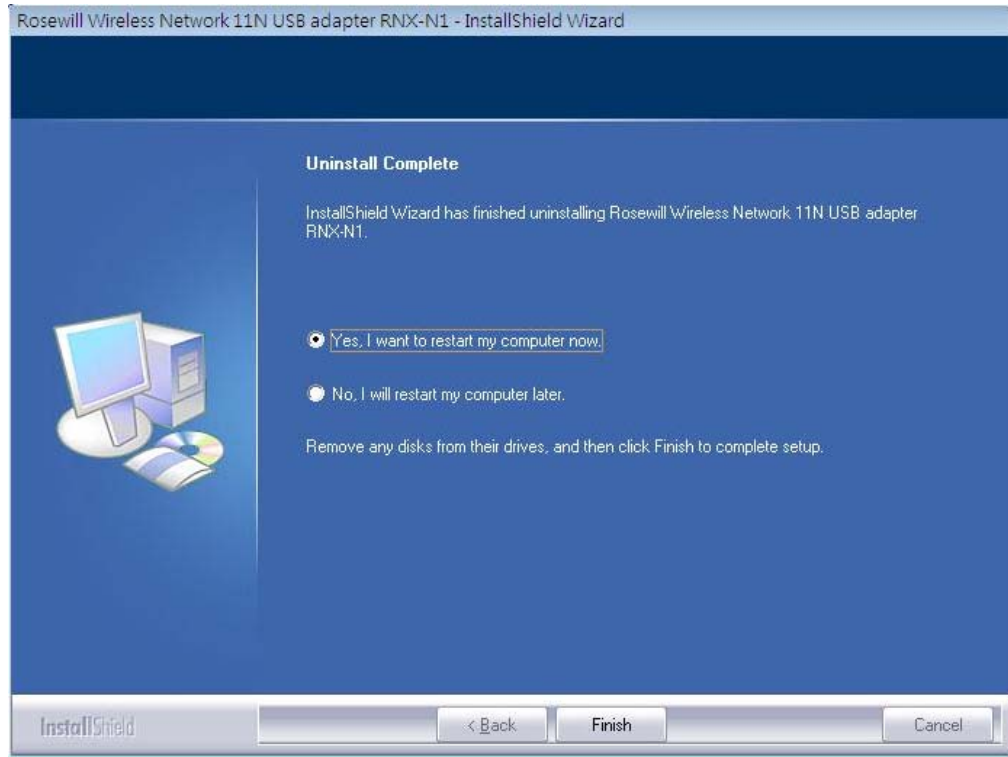 Rosewill Wireless Network 11N USB adapter RNX-N1 - InstallShield Wizard
Uninstall Complete
InstallShield Wizard has finished uninstalling Rosewill Wireless Network 11N USB adapter
RNX-N1.
Yes, I want to restart my computer now.
No, I will restart my computer later.
Remove any disks from their drives, and then click Finish to complete setup.
InstallShield
< Back
Finish
Cancel